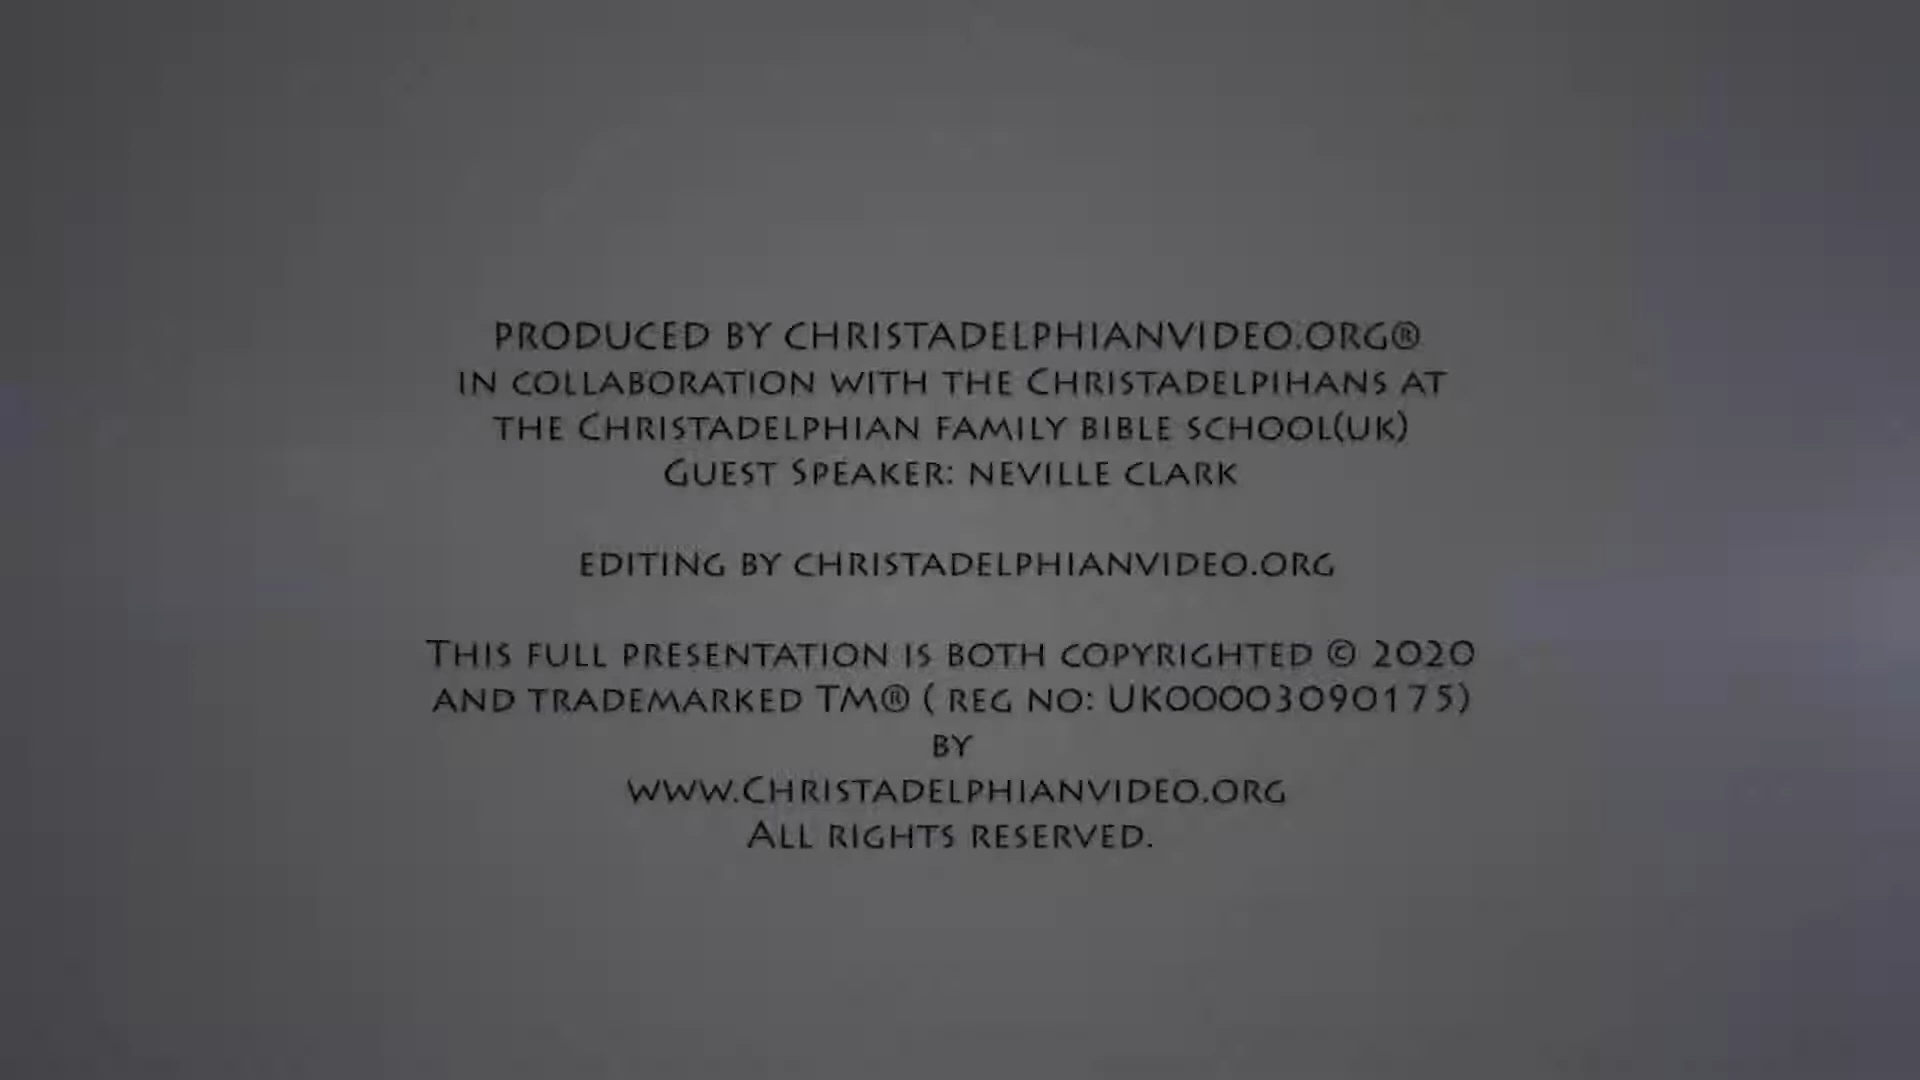 PRODUCED BY CHRISTADELPHIANVIDEO.ORG®
IN COLLABORATION WITH THE CHRISTADELPIHANS AT
THE CHRISTADELPHIAN FAMILY BIBLE SCHOOL(UK)
GUEST SPEAKER: NEVILLE CLARK
EDITING BY CHRISTADELPHIANVIDEO.ORG
THIS FULL PRESENTATION IS BOTH COPYRIGHTED © 2020
AND TRADEMARKED TM® ( REG NO: UK00003090175)
BY
WWW.CHRISTADELPHIANVIDEO.ORG
ALL RIGHTS RESERVED.